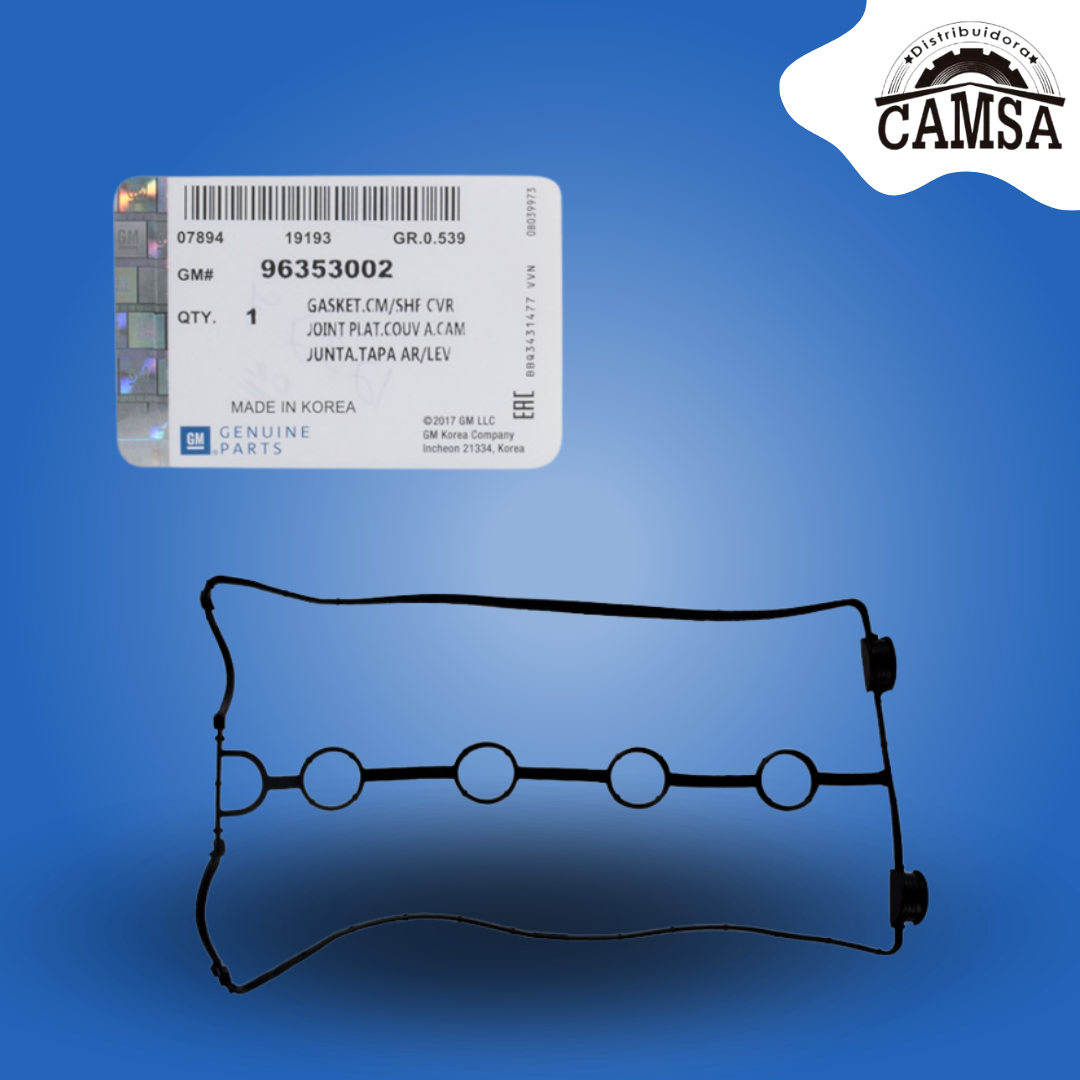 Distribuidora
CAMSA
07894 19193 GR.0.539
GM# 96353002
QTY. 1 GASKET.CM/SHF CVR
JOINT PLAT.COUV A.CAM
JUNTA.TAPA AR/LEV
MADE IN KOREA
GM GENUINE
PARTS
©2017 GM LLC
GM Korea Company
Incheon 21334, Korea
EAC BBQ3431477 VVN 0B039973
GM